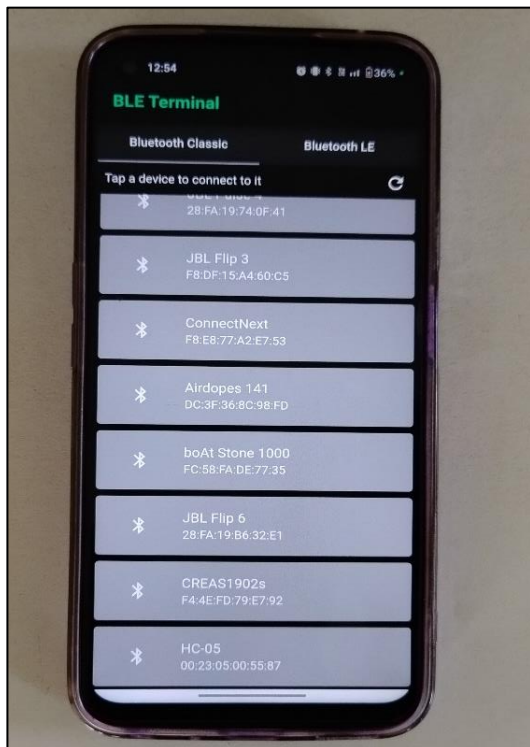 12:54
36%
BLE Terminal
Bluetooth Classic Bluetooth LE
Tap a device to connect to it
28:FA:19:74:0F:41
JBL Flip 3
F8:DF:15:A4:60:C5
ConnectNext
F8:E8:77:A2:E7:53
Airdopes 141
DC:3F:36:8C:98:FD
boAt Stone 1000
FC:58:FA:DE:77:35
JBL Flip 6
28:FA:19:B6:32:E1
CREAS1902s
F4:4E:FD:79:E7:92
HC-05
00:23:05:00:55:87